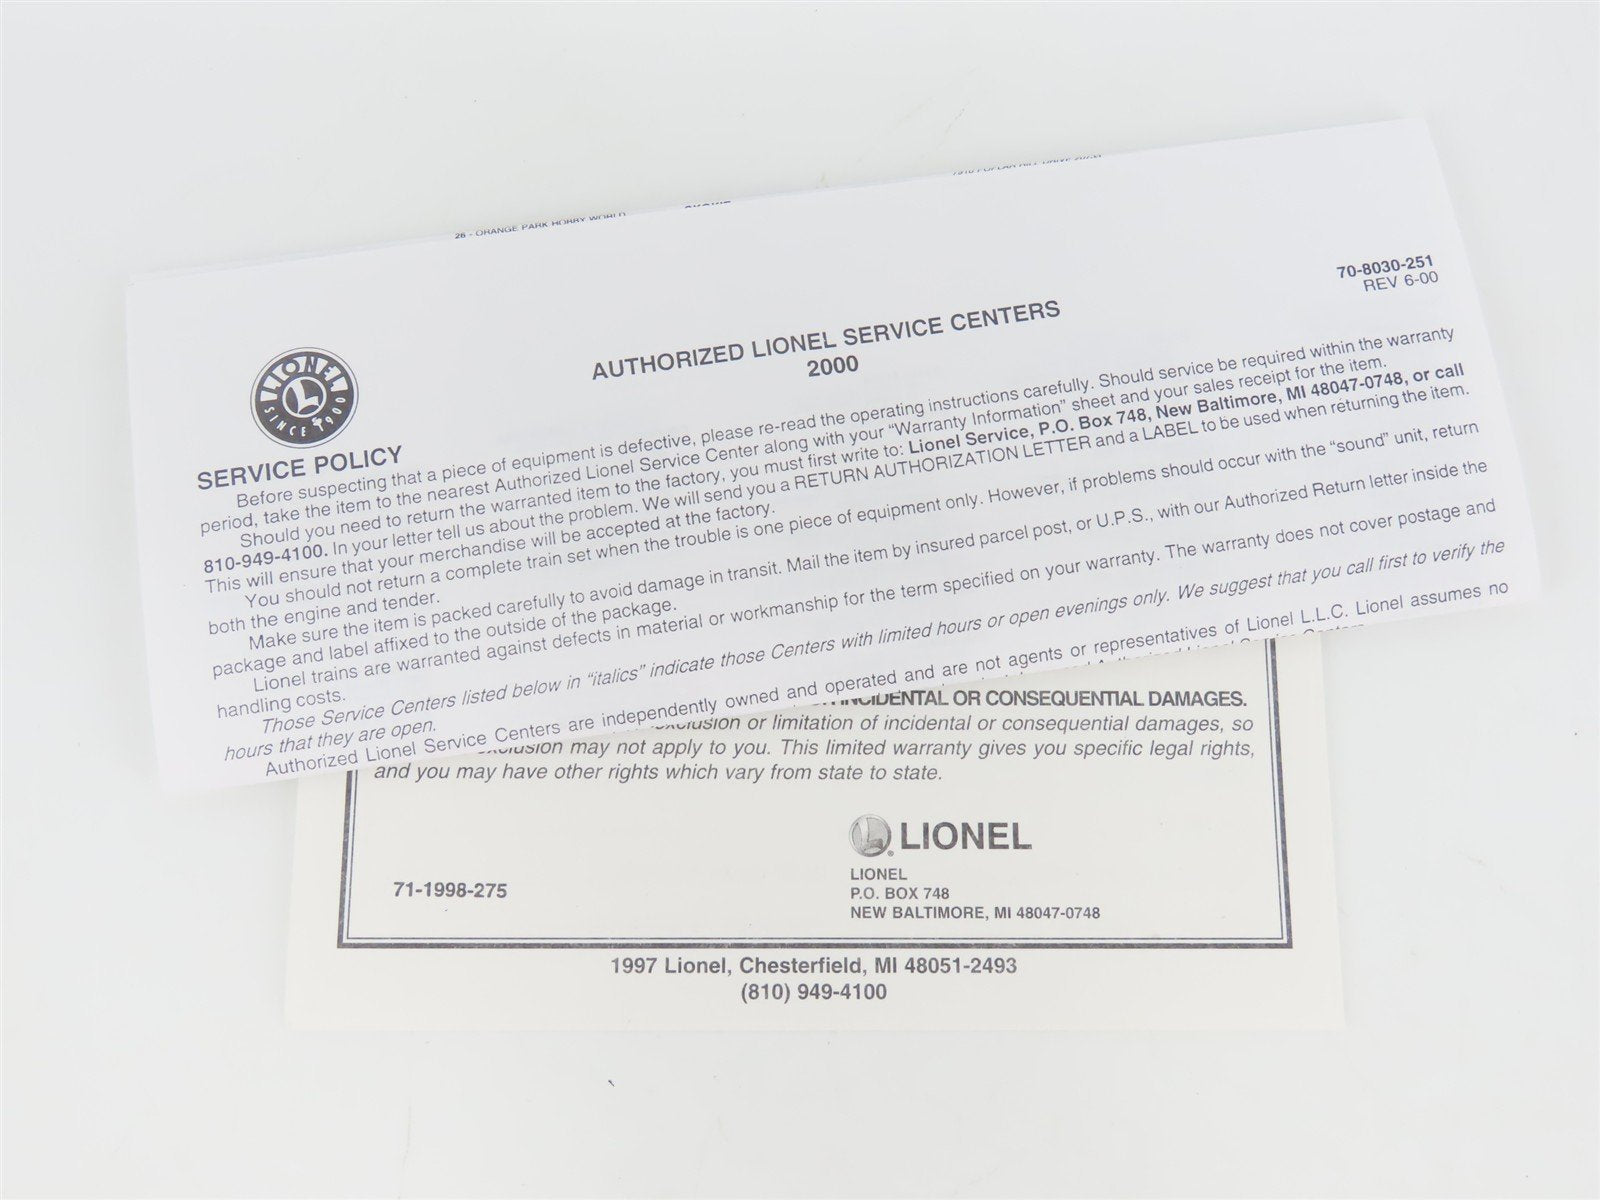 26 - ORANGE PARK HOBBY WORLD
70-8030-251
REV 6-00
AUTHORIZED LIONEL SERVICE CENTERS
2000
LIONEL
SINCE 1900
L
SERVICE POLICY
Before suspecting that a piece of equipment is defective, please re-read the operating instructions carefully. Should service be required within the warranty
period, take the item to the nearest Authorized Lionel Service Center along with your "Warranty Information" sheet and your sales receipt for the item.
Should you need to return the warranted item to the factory, you must first write to: Lionel Service, P.O. Box 748, New Baltimore, MI 48047-0748, or call
810-949-4100. In your letter tell us about the problem. We will send you a RETURN AUTHORIZATION LETTER and a LABEL to be used when returning the item.
This will ensure that your merchandise will be accepted at the factory.
You should not return a complete train set when the trouble is one piece of equipment only. However, if problems should occur with the "sound" unit, return
both the engine and tender.
Make sure the item is packed carefully to avoid damage in transit. Mail the item by insured parcel post, or U.P.S., with our Authorized Return letter inside the
package and label affixed to the outside of the package.
Lionel trains are warranted against defects in material or workmanship for the term specified on your warranty. The warranty does not cover postage and
handling costs.
Those Service Centers listed below in "italics" indicate those Centers with limited hours or open evenings only. We suggest that you call first to verify the
hours that they are open.
Authorized Lionel Service Centers are independently owned and operated and are not agents or representatives of Lionel L.L.C. Lionel assumes no
INCIDENTAL OR CONSEQUENTIAL DAMAGES.
exclusion or limitation of incidental or consequential damages, so
exclusion may not apply to you. This limited warranty gives you specific legal rights,
and you may have other rights which vary from state to state.
L LIONEL
LIONEL
P.O. BOX 748
NEW BALTIMORE, MI 48047-0748
71-1998-275
1997 Lionel, Chesterfield, MI 48051-2493
(810) 949-4100